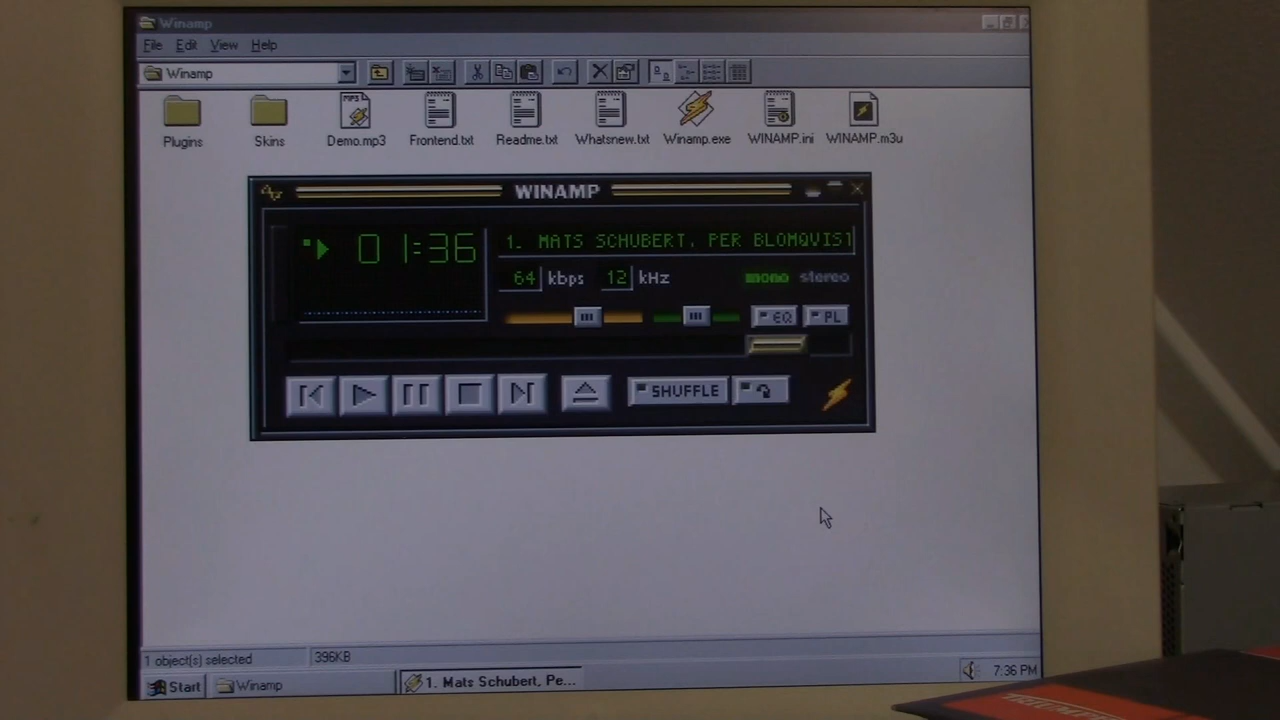 Winamp
File Edit View Help
Winamp
Plugins Skins Demo.mp3 Frontend.txt Readme.txt Whatsnew.txt Winamp.exe WINAMP.ini WINAMP.m3u
WINAMP
01:36
1. MATS SCHUBERT, PER BLOMQVIST
64 kbps 12 kHz mono stereo
EQ PL
SHUFFLE
1 object(s) selected 396KB
Start Winamp 1. Mats Schubert, Pe... 7:36 PM